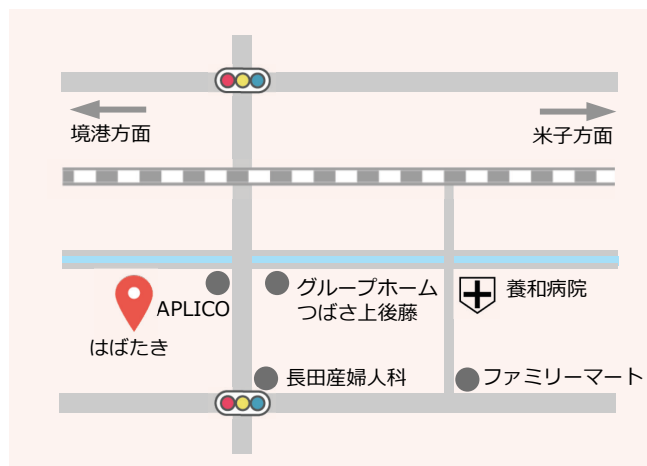 境港方面
米子方面
APLICO
グループホーム
つばさ上後藤
養和病院
はばたき
長田産婦人科
ファミリーマート